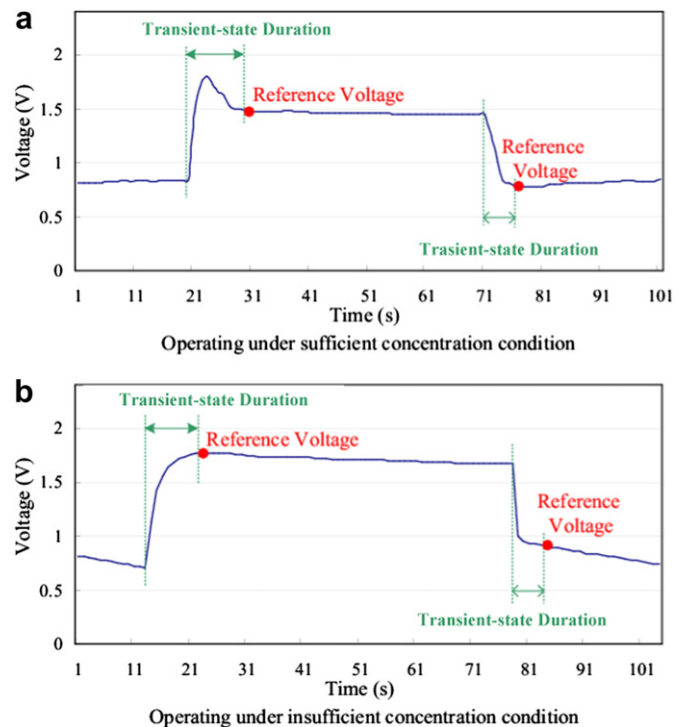 a
Transient-state Duration
2
Reference Voltage
1.5
Reference
Voltage
Voltage (V)
1
0.5
Trasient-state Duration
0
1 11 21 31 41 51 61 71 81 91 101
Time (s)
Operating under sufficient concentration condition
b
Transient-state Duration
2
Reference Voltage
1.5
Reference
Voltage
Voltage (V)
1
0.5
Transient-state Duration
0
1 11 21 31 41 51 61 71 81 91 101
Time (s)
Operating under insufficient concentration condition